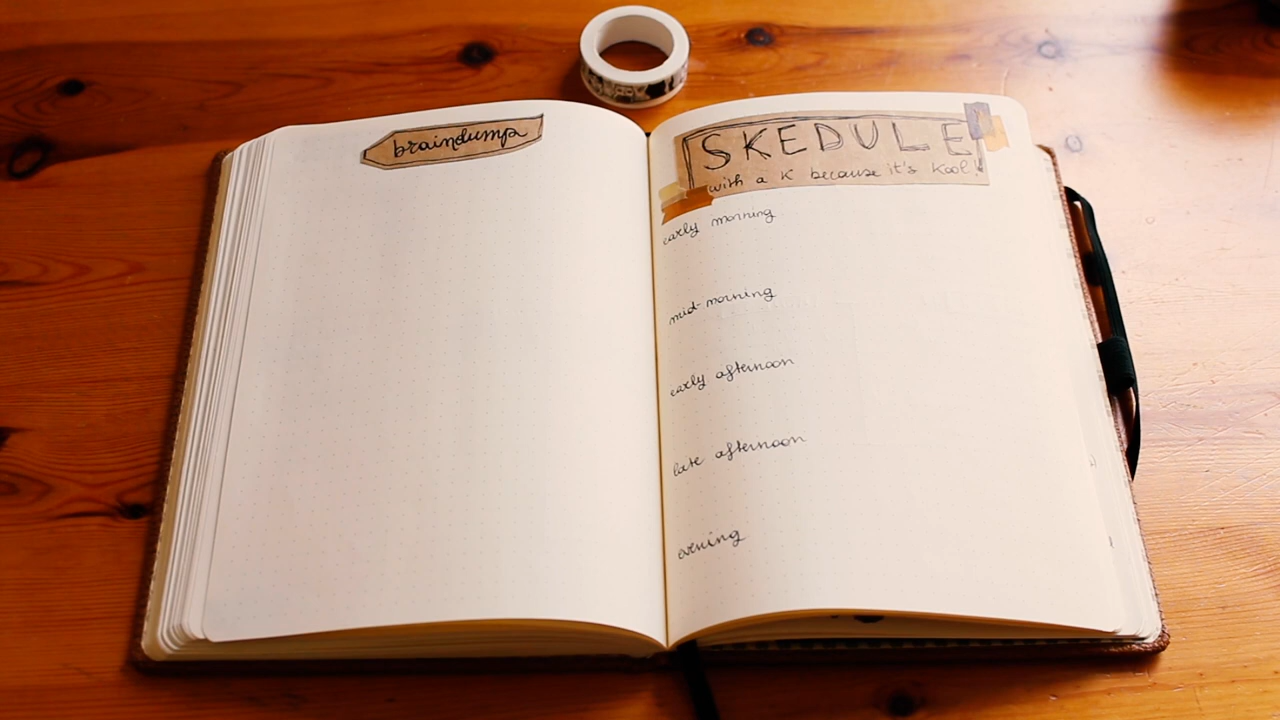 braindump
SKEDULE
with a K because it's Kool!
early morning
mid-morning
early afternoon
late afternoon
evening